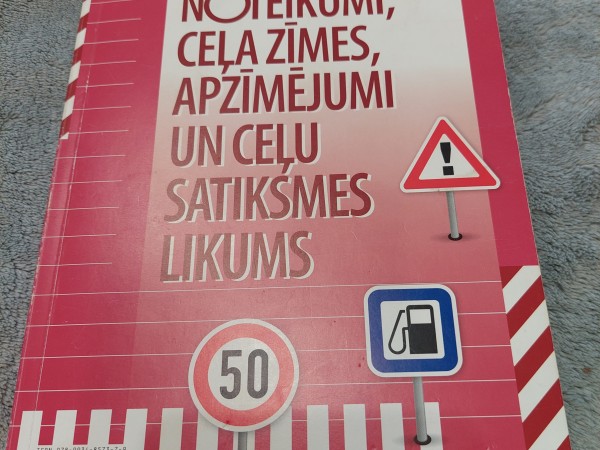 NOTEIKUMI,
CEĻA ZĪMES,
APZĪMĒJUMI
UN CEĻU
SATIKSMES
LIKUMS
!
50